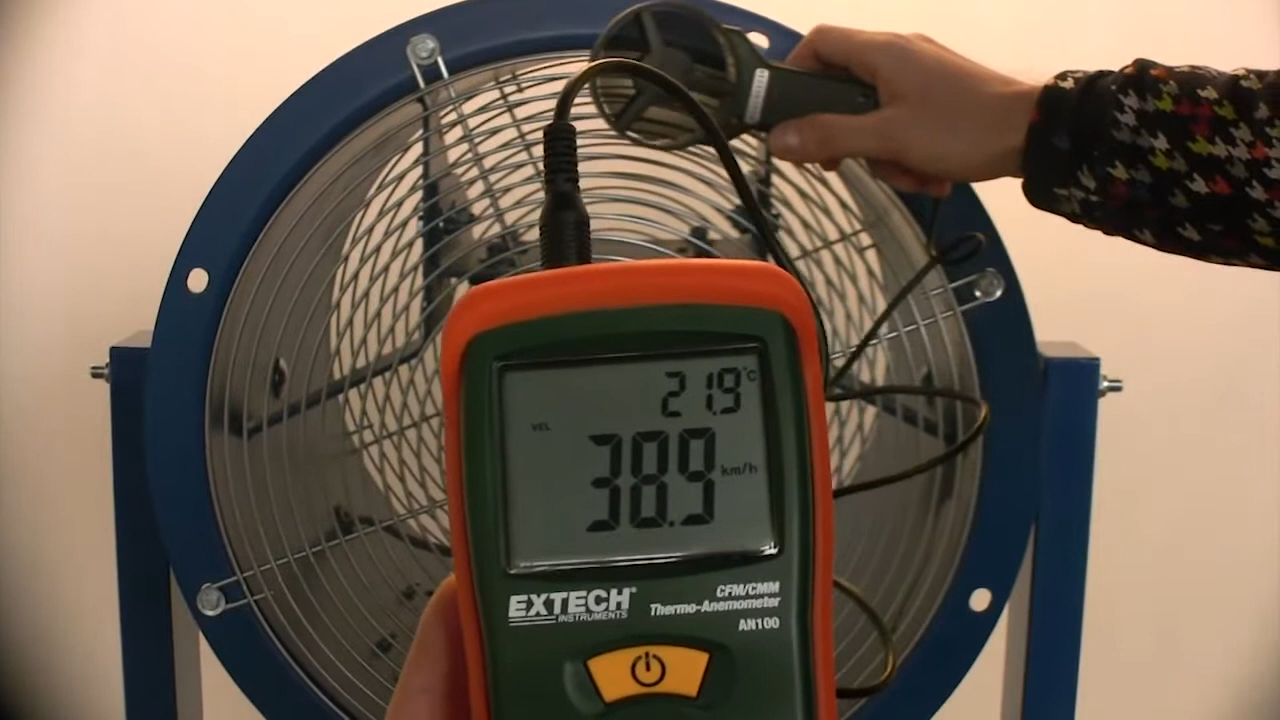 21.9°C
VEL
38.9 km/h
EXTECH®
INSTRUMENTS
CFM/CMM
Thermo-Anemometer
AN100